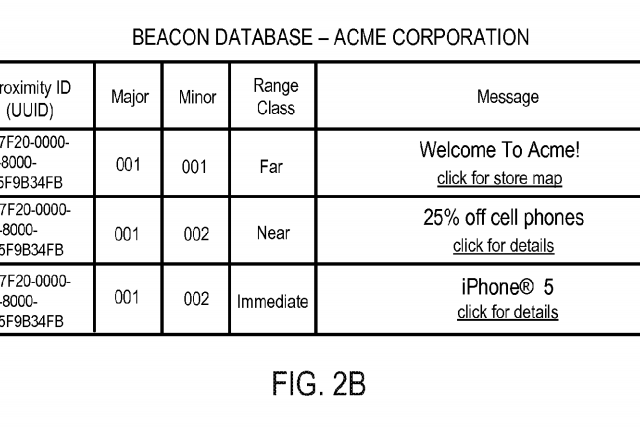 BEACON DATABASE – ACME CORPORATION
roximity ID
(UUID)
Major
Minor
Range
Class
Message
7F20-0000-
-8000-
5F9B34FB
001
001
Far
Welcome To Acme!
click for store map
7F20-0000-
-8000-
5F9B34FB
001
002
Near
25% off cell phones
click for details
7F20-0000-
-8000-
5F9B34FB
001
002
Immediate
iPhone® 5
click for details
FIG. 2B